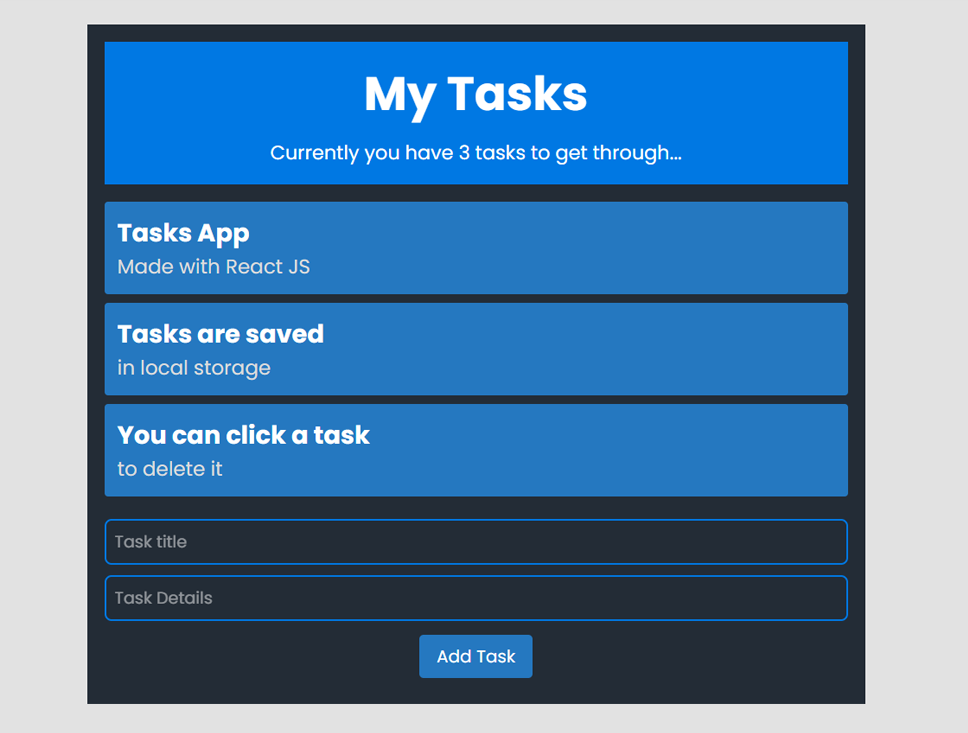 My Tasks
Currently you have 3 tasks to get through...
Tasks App
Made with React JS
Tasks are saved
in local storage
You can click a task
to delete it
Task title
Task Details
Add Task